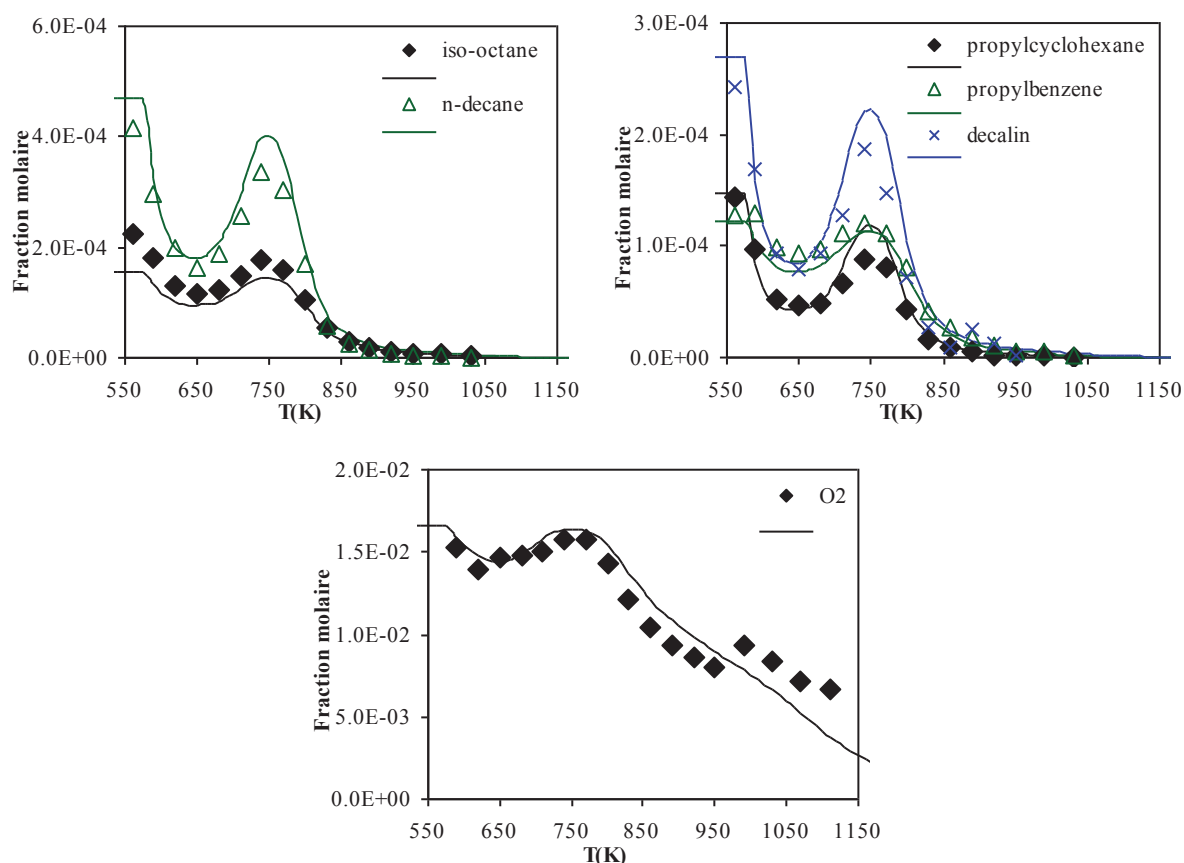 6.0E-04
4.0E-04
2.0E-04
0.0E+00
Fraction molaire
iso-octane
n-decane
550 650 750 850 950 1050 1150
T(K)
3.0E-04
2.0E-04
1.0E-04
0.0E+00
Fraction molaire
propylcyclohexane
propylbenzene
decalin
550 650 750 850 950 1050 1150
T(K)
2.0E-02
1.5E-02
1.0E-02
5.0E-03
0.0E+00
Fraction molaire
O2
550 650 750 850 950 1050 1150
T(K)